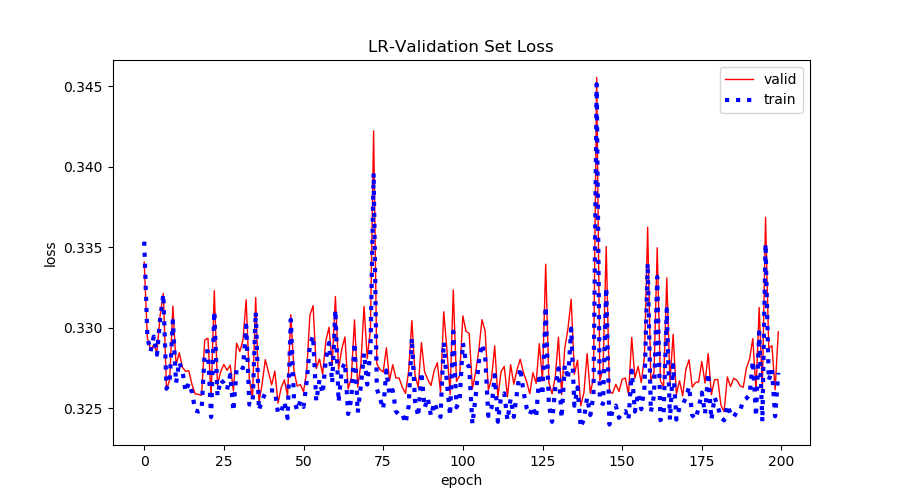 LR-Validation Set Loss
valid
train
0.345
0.340
0.335
0.330
0.325
loss
0 25 50 75 100 125 150 175 200
epoch